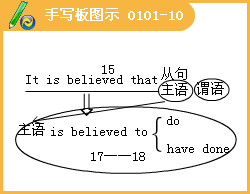 手写板图示 0101-10
15
从句
It is believed that 主语 谓语
主语 is believed to { do
have done
17——18